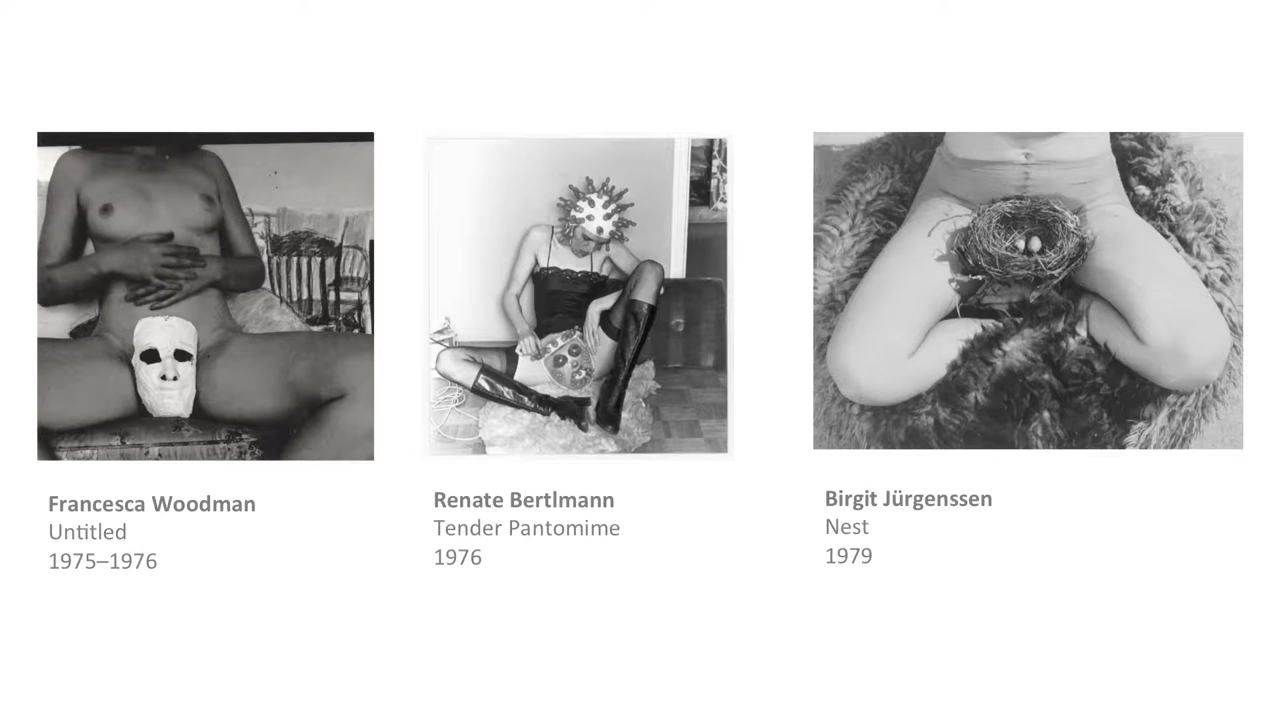 Francesca Woodman
Untitled
1975–1976
Renate Bertlmann
Tender Pantomime
1976
Birgit Jürgenssen
Nest
1979